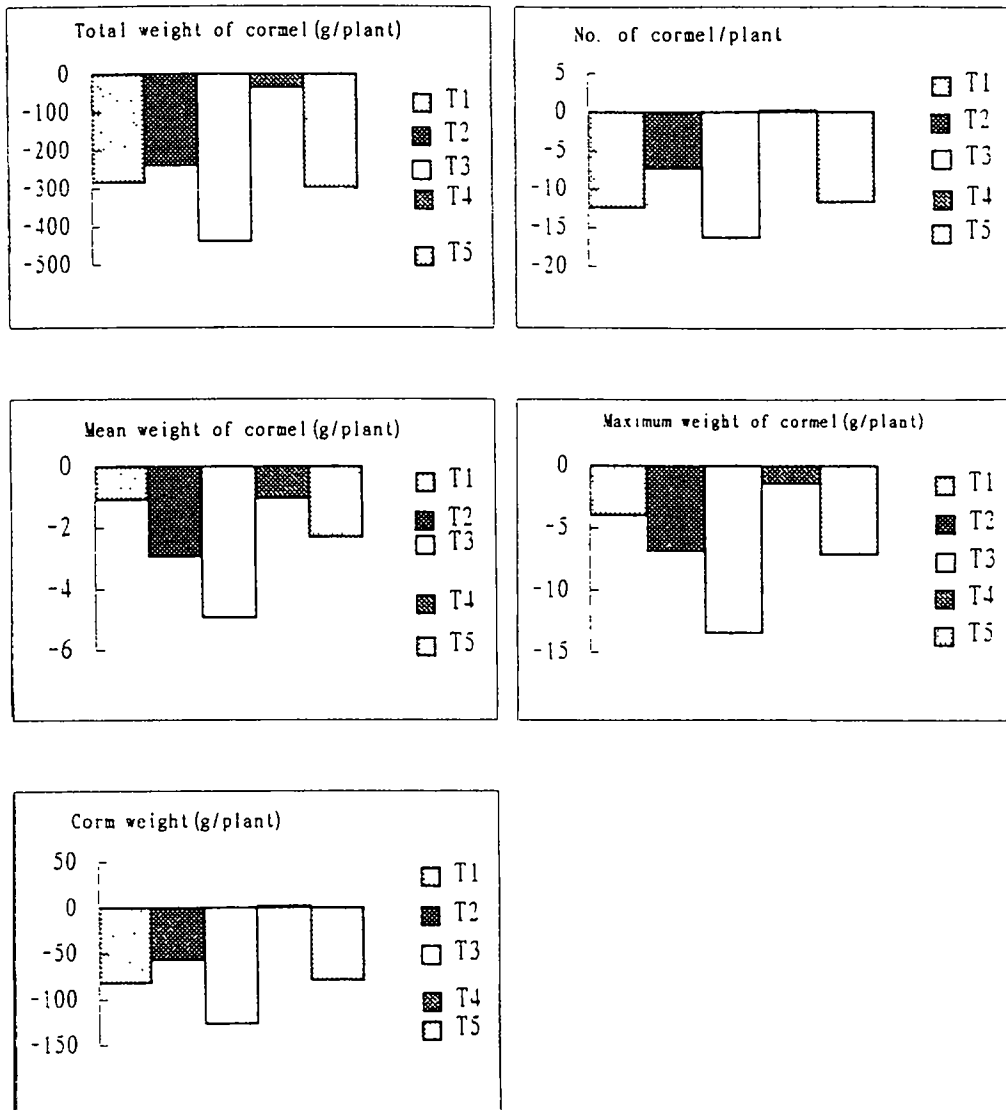 Total weight of cormel(g/plant)
0
-100
-200
-300
-400
-500
T1
T2
T3
T4
T5
No. of cormel/plant
5
0
-5
-10
-15
-20
T1
T2
T3
T4
T5
Mean weight of cormel(g/plant)
0
-2
-4
-6
T1
T2
T3
T4
T5
Maximum weight of cormel(g/plant)
0
-5
-10
-15
T1
T2
T3
T4
T5
Corm weight(g/plant)
50
0
-50
-100
-150
T1
T2
T3
T4
T5